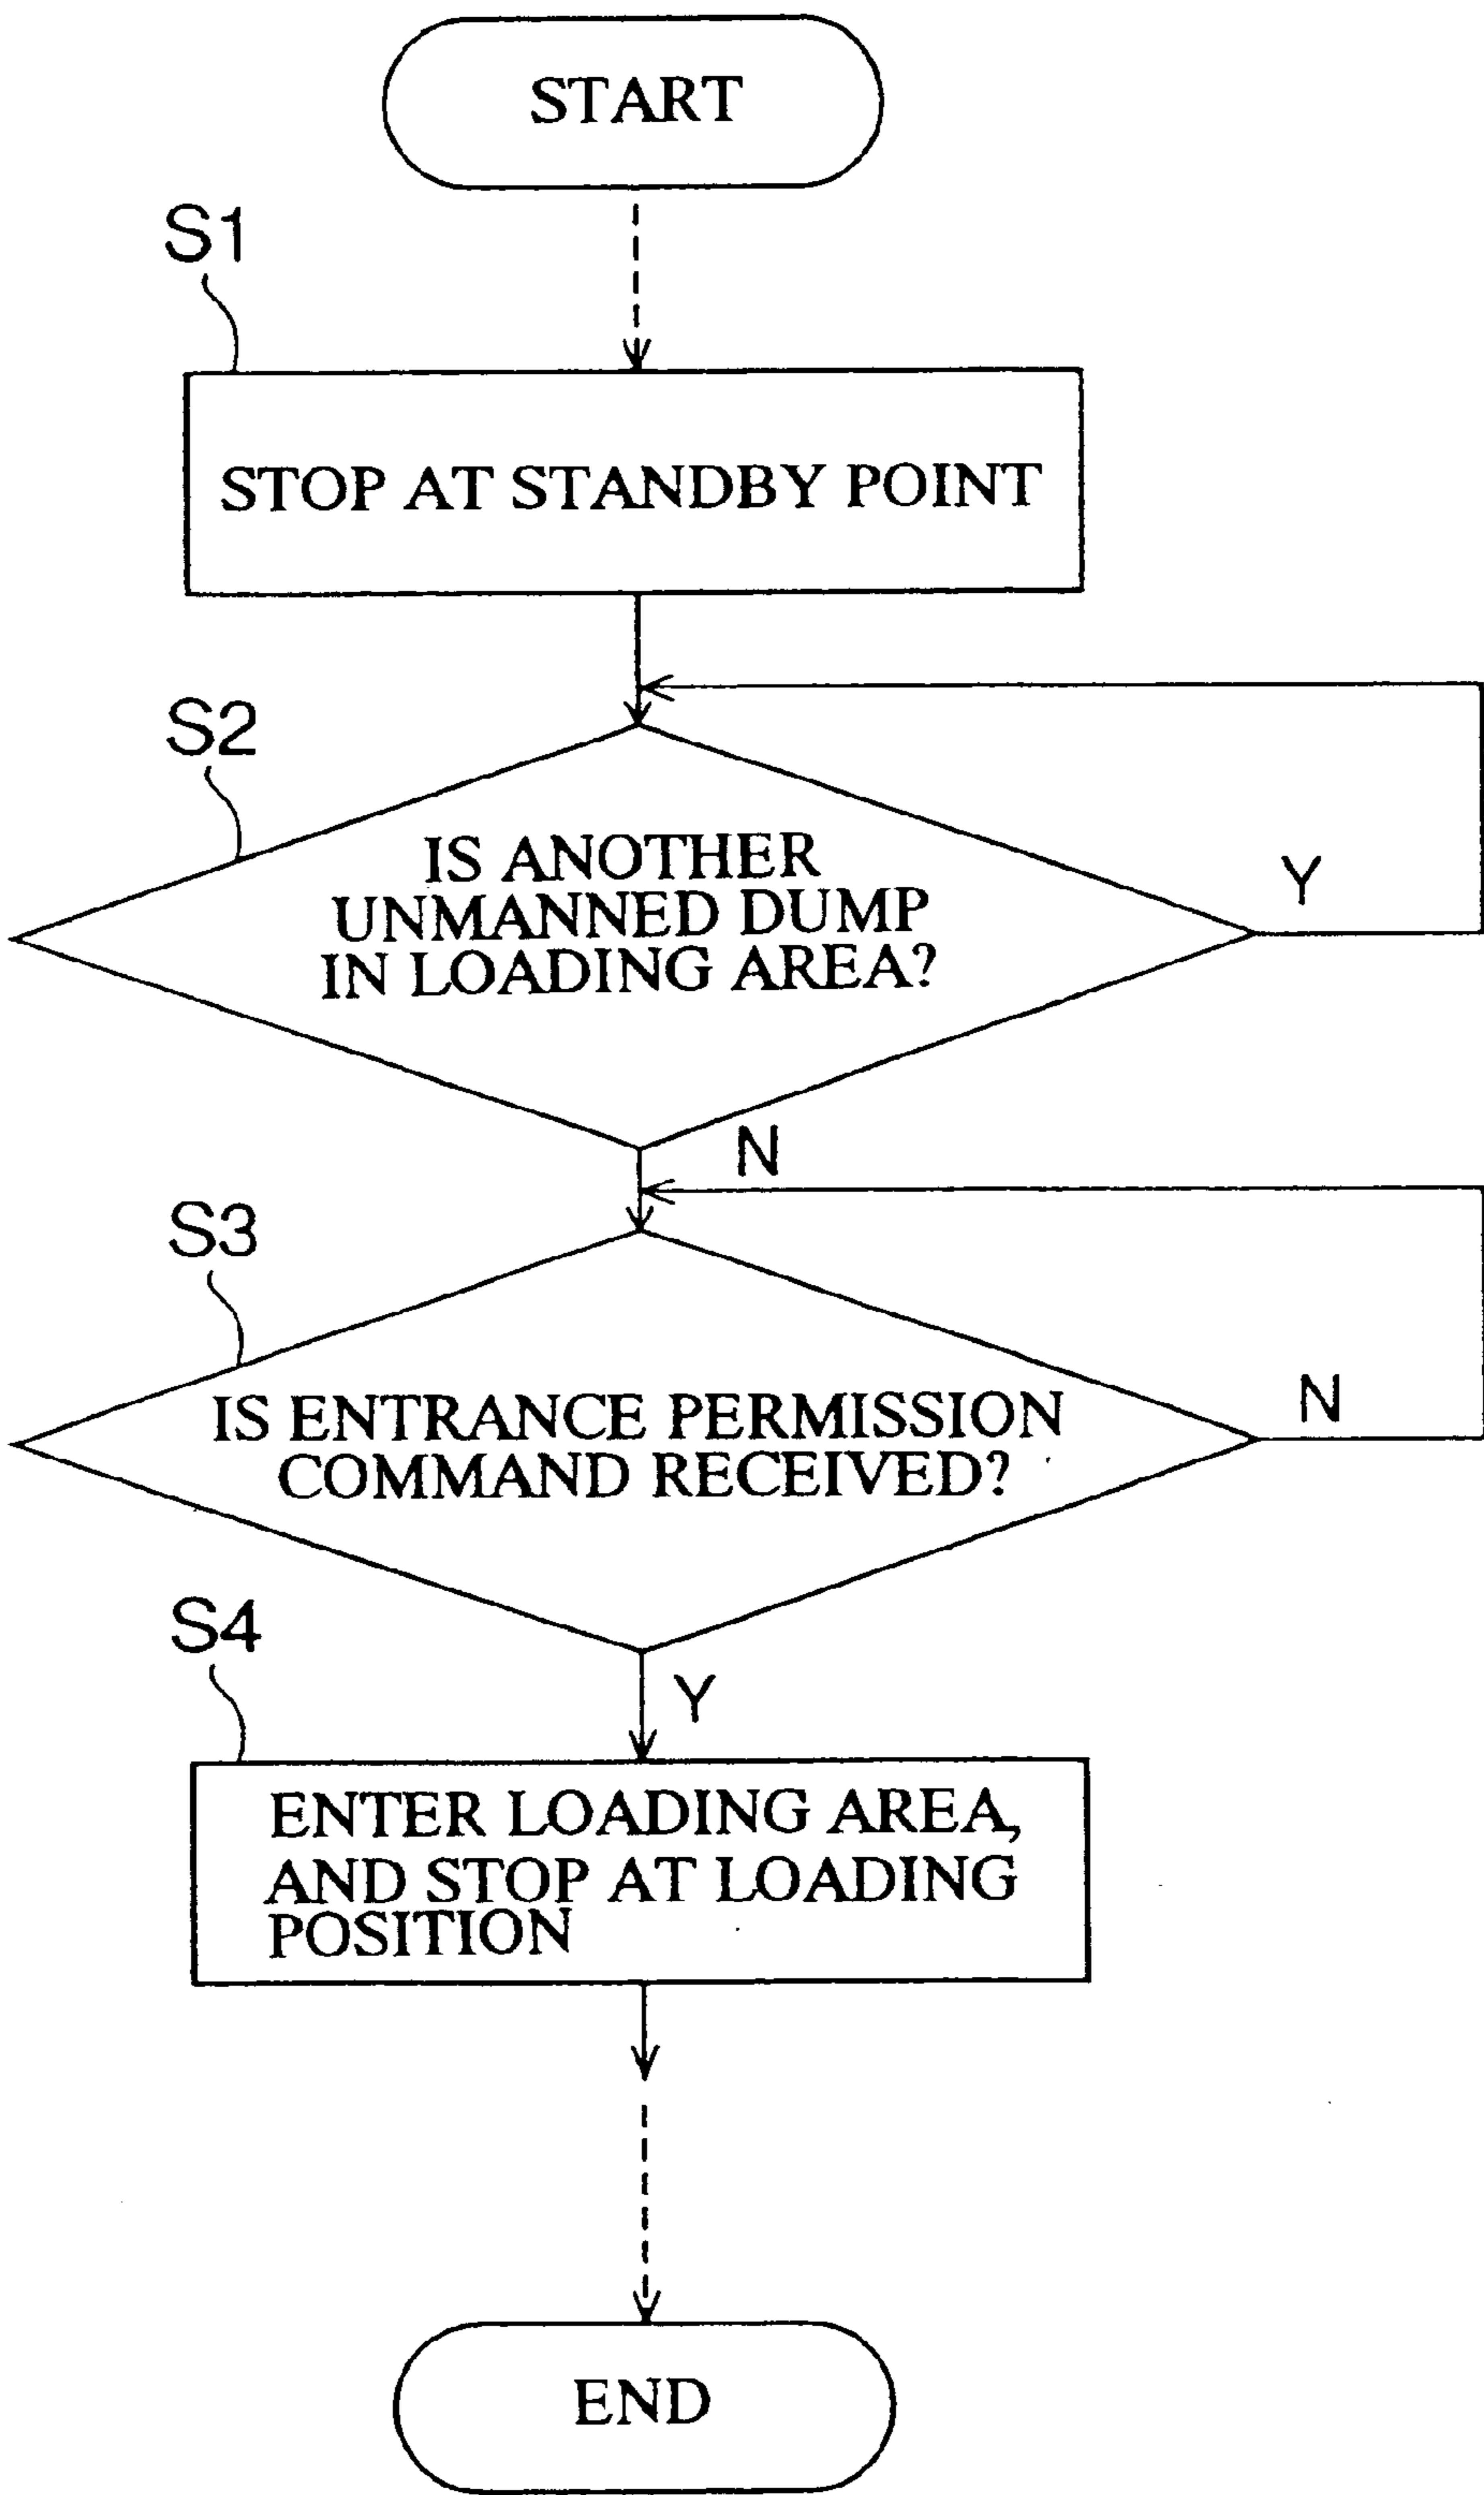 START
S1
STOP AT STANDBY POINT
S2
IS ANOTHER
UNMANNED DUMP
IN LOADING AREA?
Y
N
S3
IS ENTRANCE PERMISSION
COMMAND RECEIVED?
N
S4
Y
ENTER LOADING AREA,
AND STOP AT LOADING
POSITION
END